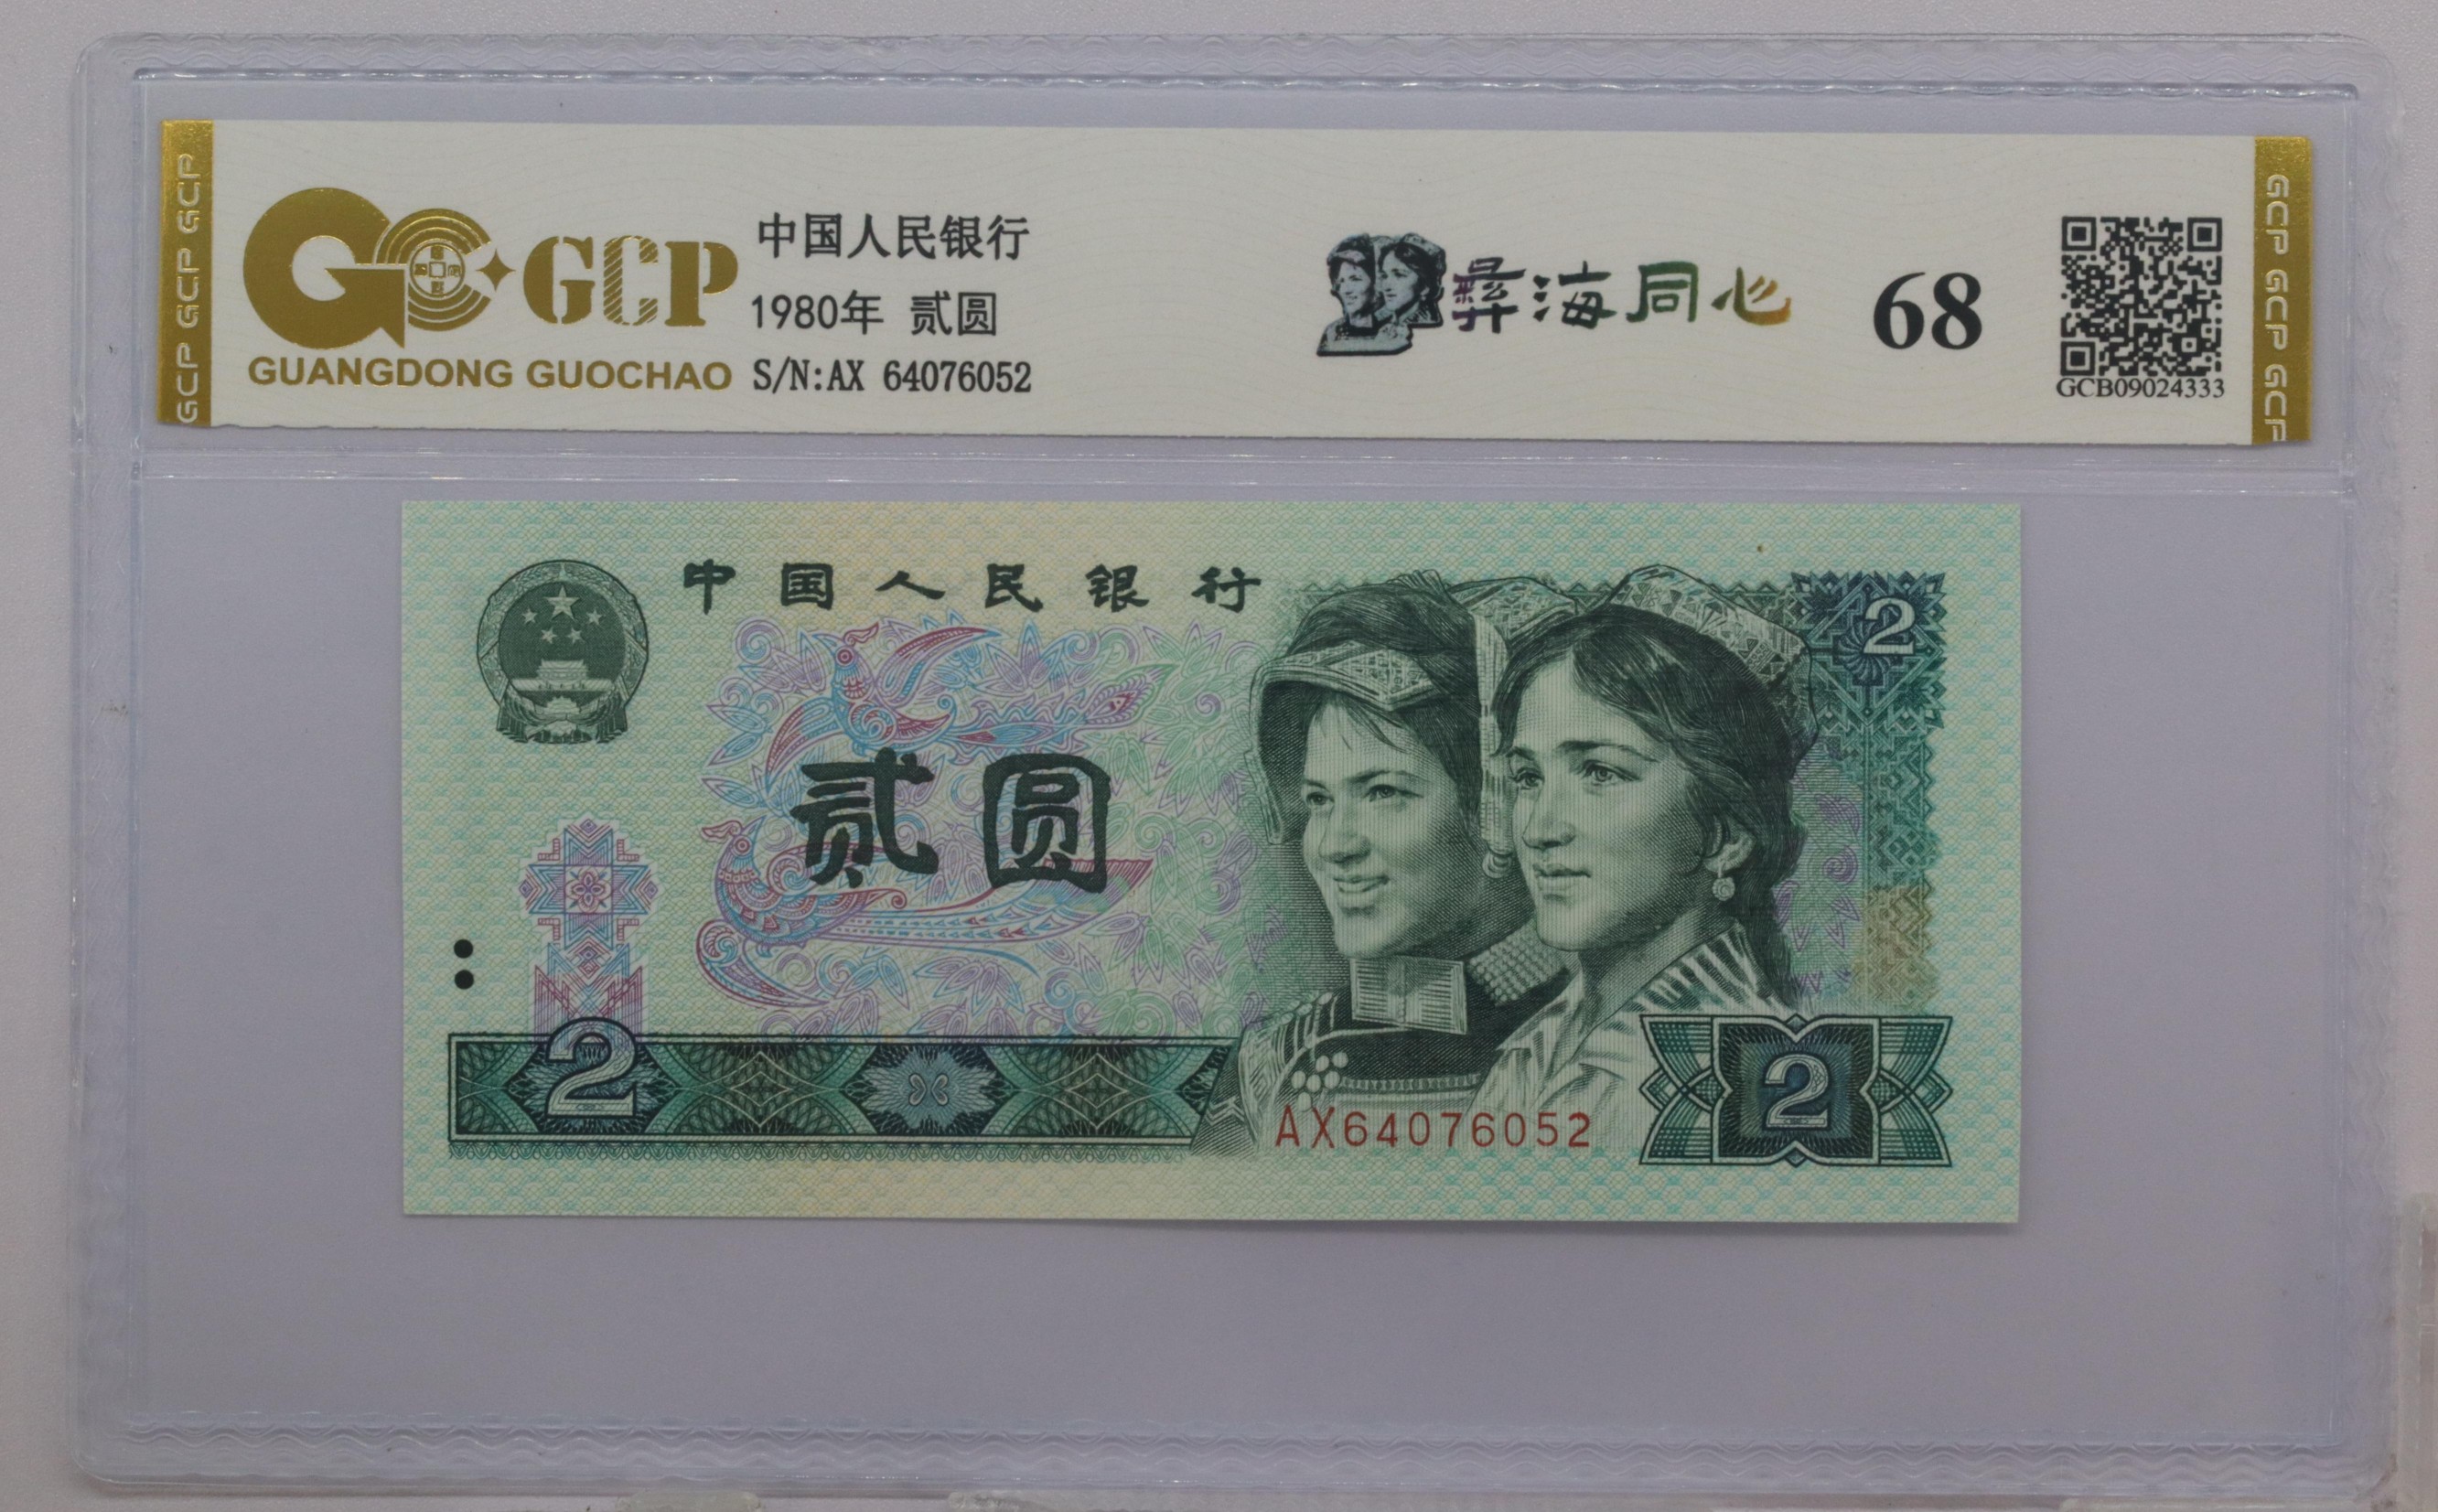 GCP GCP GCP GCP
GCP
GUANGDONG GUOCHAO
中国人民银行
1980年 贰圆
S/N:AX 64076052
彝海同心
68
GCB09024333
GCP GCP GCP GCP
中国人民银行
2
贰圆
2
AX64076052
2